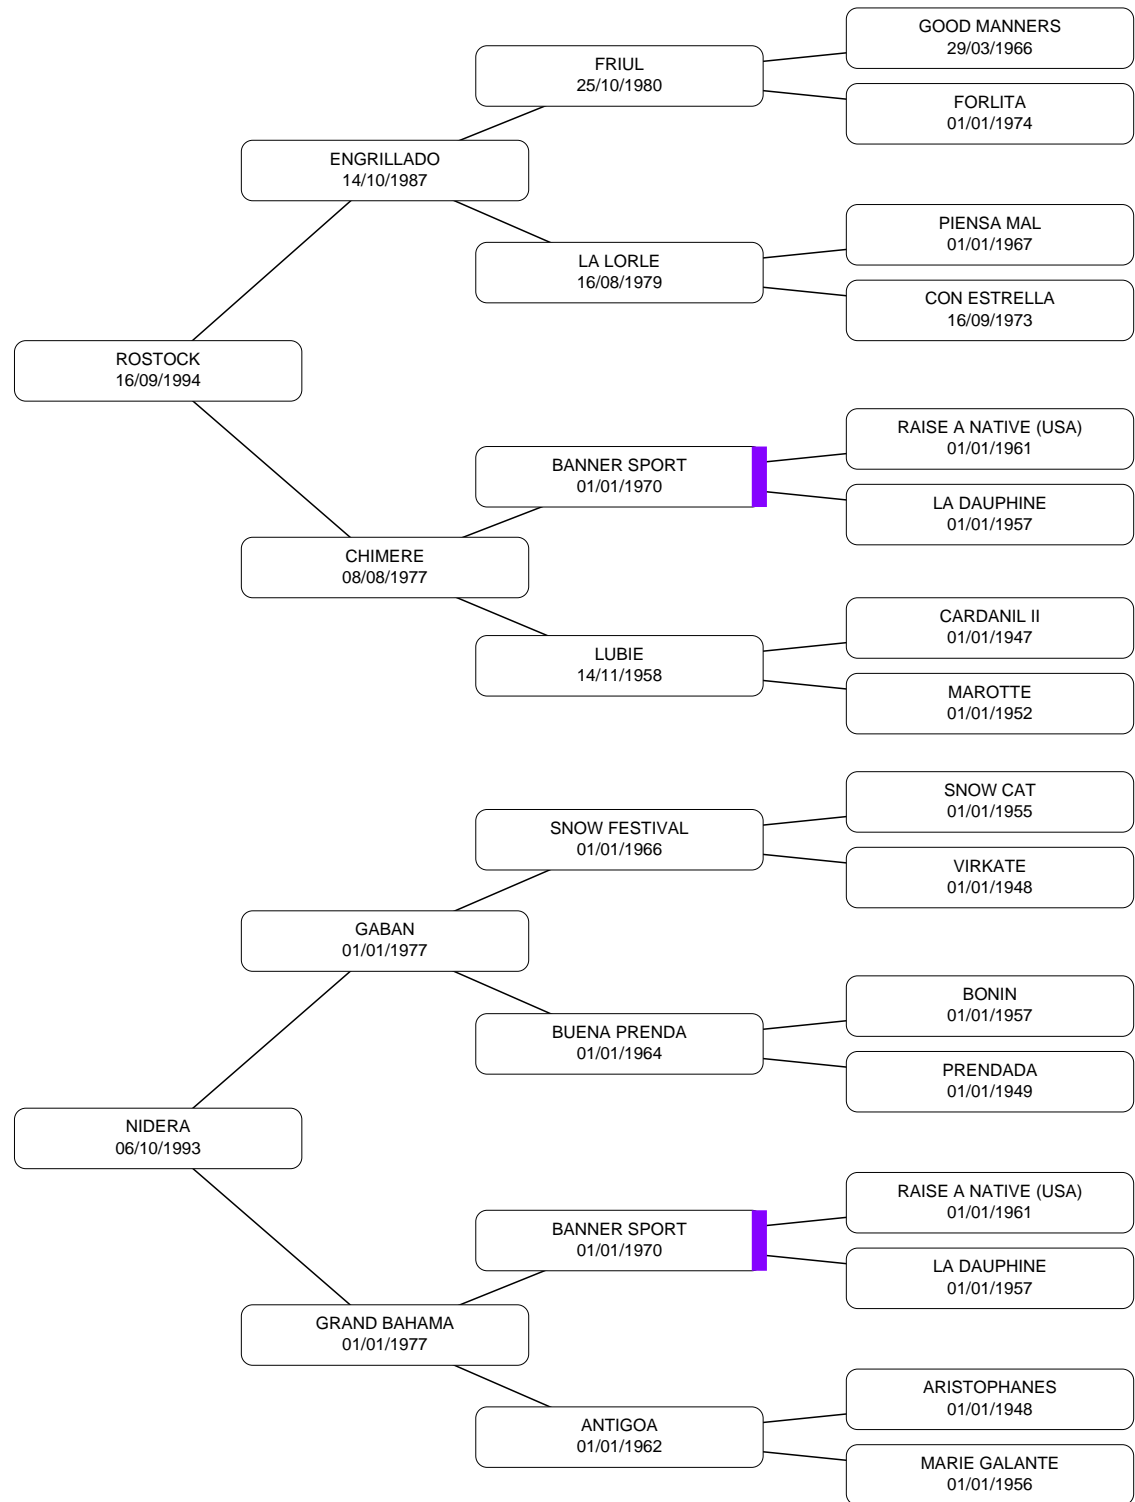 GOOD MANNERS
29/03/1966
FRIUL
25/10/1980
FORLITA
01/01/1974
ENGRILLADO
14/10/1987
PIENSA MAL
01/01/1967
LA LORLE
16/08/1979
CON ESTRELLA
16/09/1973
ROSTOCK
16/09/1994
RAISE A NATIVE (USA)
01/01/1961
BANNER SPORT
01/01/1970
LA DAUPHINE
01/01/1957
CHIMERE
08/08/1977
CARDANIL II
01/01/1947
LUBIE
14/11/1958
MAROTTE
01/01/1952
SNOW CAT
01/01/1955
SNOW FESTIVAL
01/01/1966
VIRKATE
01/01/1948
GABAN
01/01/1977
BONIN
01/01/1957
BUENA PRENDA
01/01/1964
PRENDADA
01/01/1949
NIDERA
06/10/1993
RAISE A NATIVE (USA)
01/01/1961
BANNER SPORT
01/01/1970
LA DAUPHINE
01/01/1957
GRAND BAHAMA
01/01/1977
ARISTOPHANES
01/01/1948
ANTIGOA
01/01/1962
MARIE GALANTE
01/01/1956